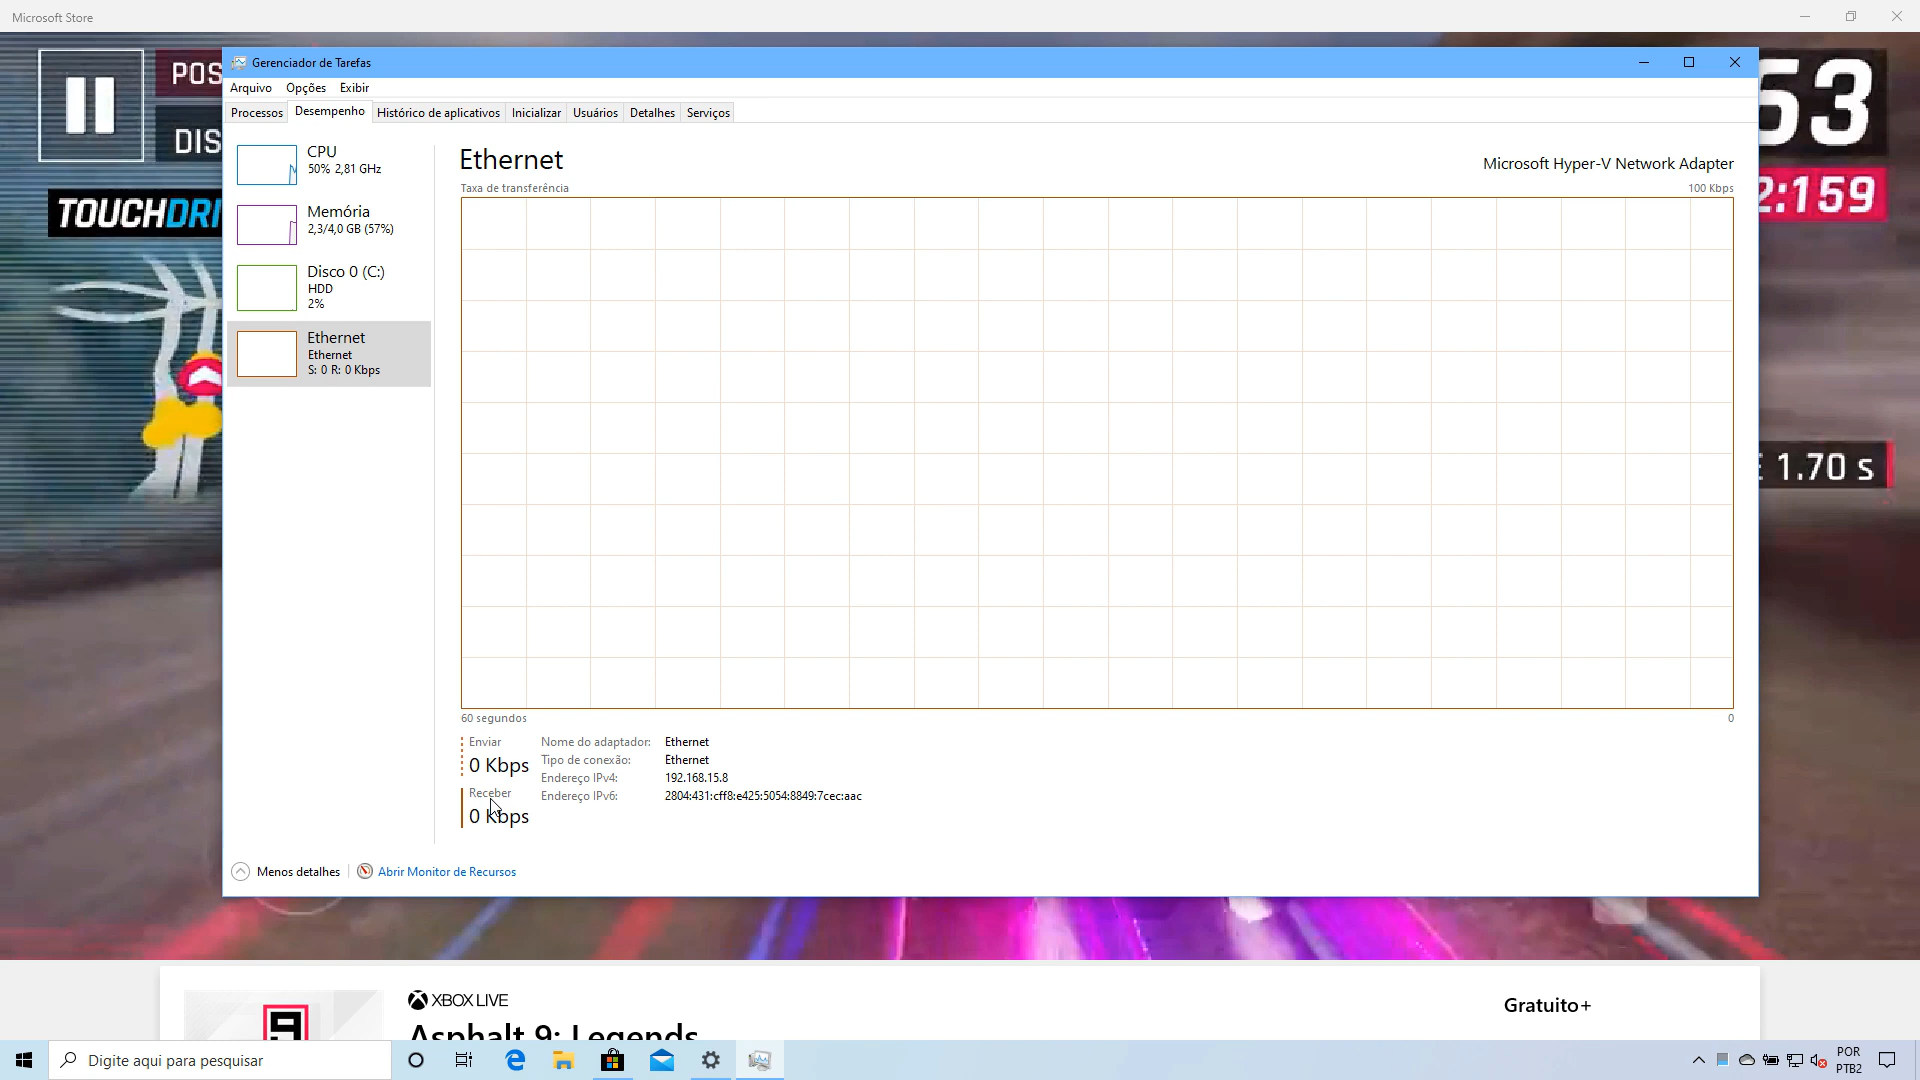 Microsoft Store
POS
DIS
TOUCHDRI
53
2:159
1.70 s
Gerenciador de Tarefas
Arquivo Opções Exibir
Processos Desempenho Histórico de aplicativos Inicializar Usuários Detalhes Serviços
CPU
50% 2,81 GHz
Memória
2,3/4,0 GB (57%)
Disco 0 (C:)
HDD
2%
Ethernet
Ethernet
S: 0 R: 0 Kbps
Ethernet
Microsoft Hyper-V Network Adapter
Taxa de transferência
100 Kbps
60 segundos
0
Enviar
0 Kbps
Receber
0 Kbps
Nome do adaptador: Ethernet
Tipo de conexão: Ethernet
Endereço IPv4: 192.168.15.8
Endereço IPv6: 2804:431:cff8:e425:5054:8849:7cec:aac
Menos detalhes
Abrir Monitor de Recursos
9
XBOX LIVE
Asphalt 9: Legends
Gratuito+
Digite aqui para pesquisar
POR
PTB2